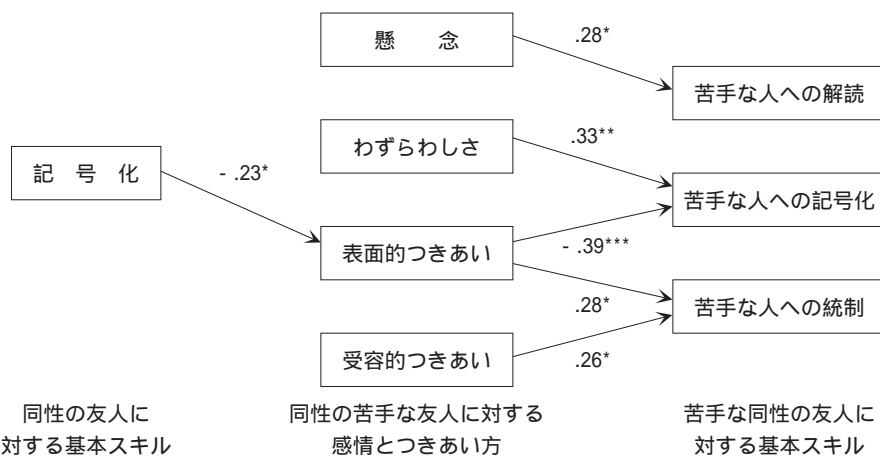 懸　　念
.28*
苦手な人への解読
わずらわしさ
.33**
記　号　化
- .23*
苦手な人への記号化
表面的つきあい
- .39***
苦手な人への統制
.28*
受容的つきあい
.26*
同性の友人に
対する基本スキル
同性の苦手な友人に対する
感情とつきあい方
苦手な同性の友人に
対する基本スキル